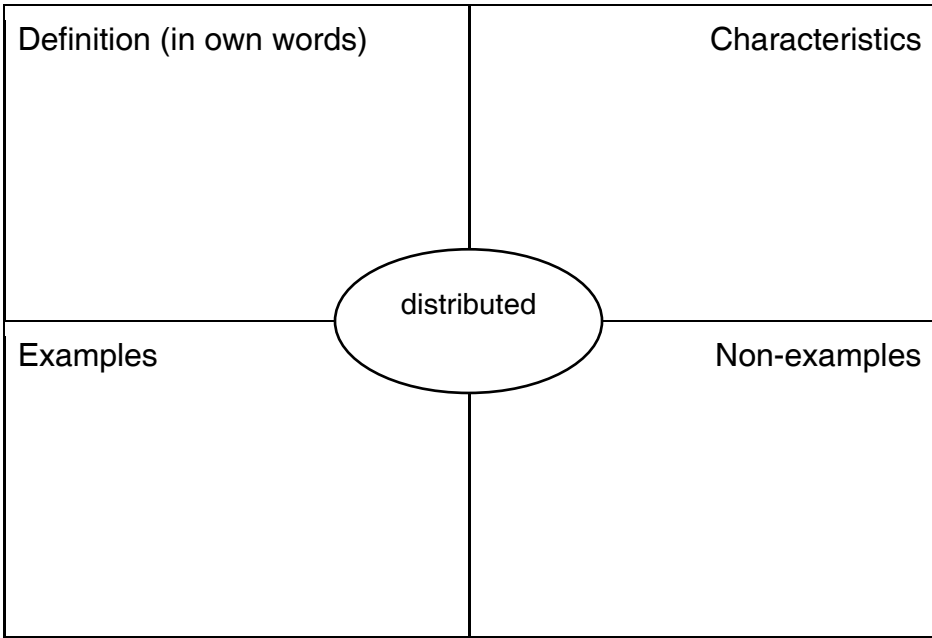 Definition (in own words)
Characteristics
distributed
Examples
Non-examples